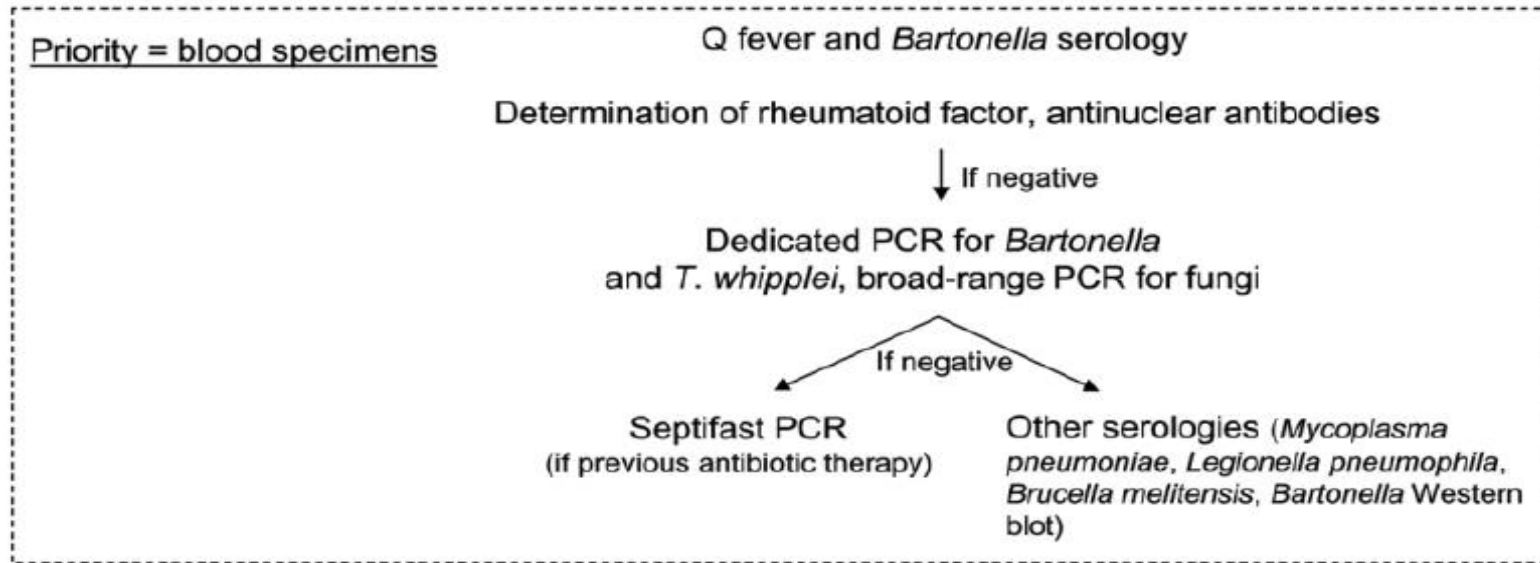 Priority = blood specimens
Q fever and Bartonella serology
Determination of rheumatoid factor, antinuclear antibodies
If negative
Dedicated PCR for Bartonella
and T. whipplei, broad-range PCR for fungi
If negative
Septifast PCR
(if previous antibiotic therapy)
Other serologies (Mycoplasma
pneumoniae, Legionella pneumophila,
Brucella melitensis, Bartonella Western
blot)